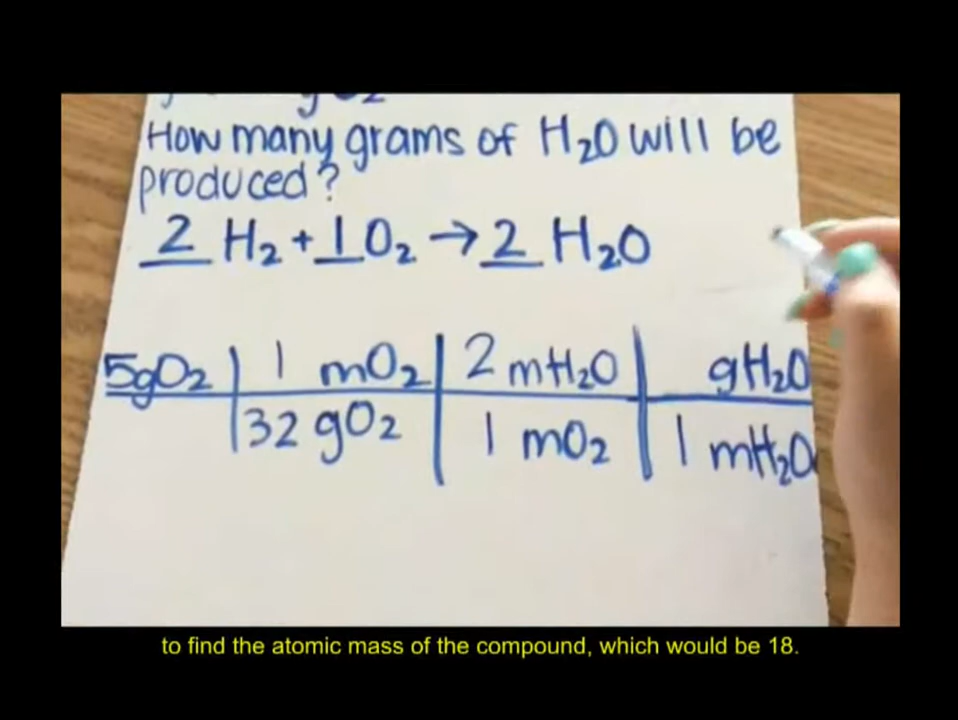 How many grams of H₂O will be
produced?
2 H₂ + 1 O₂ → 2 H₂O
5gO₂ | 1 mO₂ | 2 mH₂O | gH₂O
32 gO₂ | 1 mO₂ | 1 mH₂O
to find the atomic mass of the compound, which would be 18.